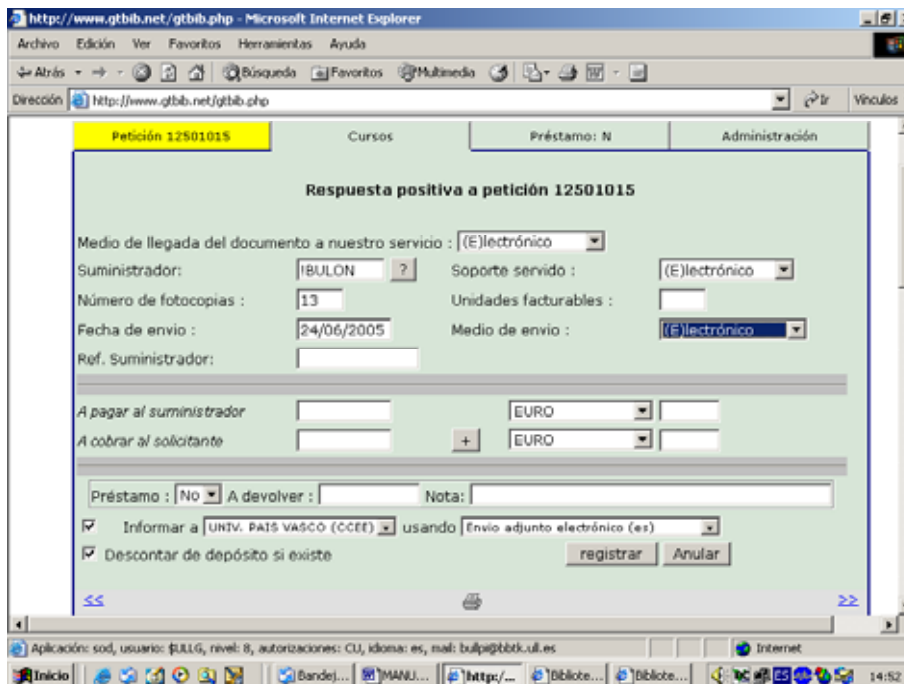 http://www.gtbib.net/gtbib.php - Microsoft Internet Explorer
Archivo Edición Ver Favoritos Herramientas Ayuda
Atrás Búsqueda Favoritos Multimedia
Dirección http://www.gtbib.net/gtbib.php Ir Vínculos
Petición 12501015 Cursos Préstamo: N Administración
Respuesta positiva a petición 12501015
Medio de llegada del documento a nuestro servicio : (E)lectrónico
Suministrador: !BULON ? Soporte servido : (E)lectrónico
Número de fotocopias : 13 Unidades facturables :
Fecha de envio : 24/06/2005 Medio de envio : (E)lectrónico
Ref. Suministrador:
A pagar al suministrador EURO
A cobrar al solicitante + EURO
Préstamo : No A devolver : Nota:
Informar a UNIV. PAIS VASCO (CCEE) usando Envio adjunto electrónico (es)
Descontar de depósito si existe registrar Anular
<< >>
Aplicación: sod, usuario: $ULLG, nivel: 8, autorizaciones: CU, idioma: es, mail: bulpi@bbtk.ull.es Internet
Inicio Bandej... MANU... http:/... Bibliote... Bibliote... ES 14:52